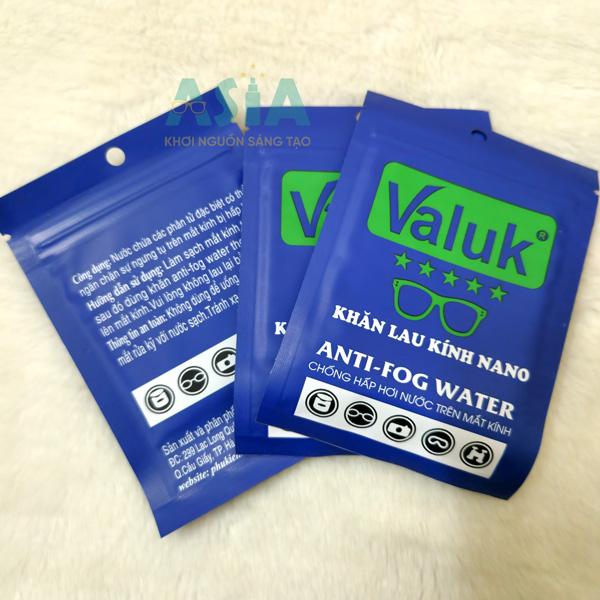 ASIA
KHƠI NGUỒN SÁNG TẠO
Công dụng: Nước chứa các phân tử đặc biệt có
ngăn chặn sự ngưng tụ trên mắt kính bị hấp
Hướng dẫn sử dụng: Làm sạch mắt kính
sau đó dùng khăn anti-fog water
lên mắt kính. Vui lòng không lau lại
Thông tin an toàn: Không dùng để uống
mắt rửa kỹ với nước sạch. Tránh xa
Sản xuất và phân phối
ĐC: 299 Lạc Long
Q.Cầu Giấy, TP. Hà
website:
Valuk®
KHĂN LAU KÍNH NANO
ANTI-FOG WATER
CHỐNG HẤP HƠI NƯỚC TRÊN MẮT KÍNH